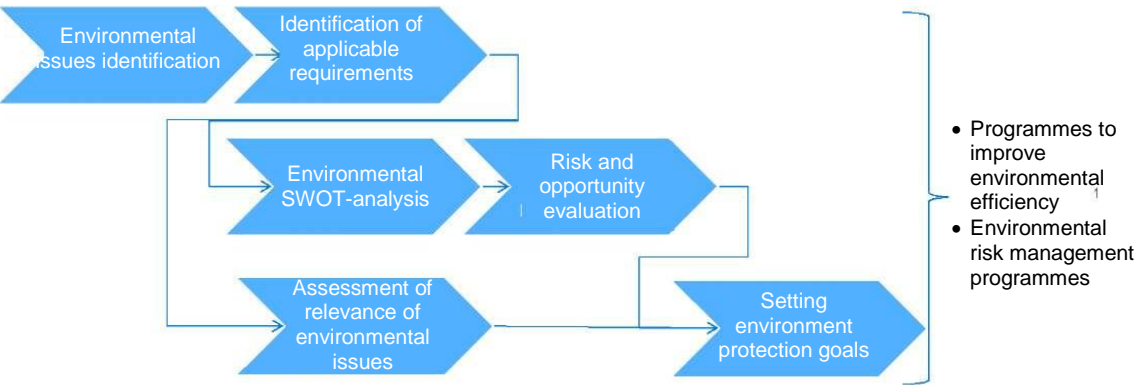 Environmental
issues identification
Identification of
applicable
requirements
Environmental
SWOT-analysis
Risk and
opportunity
evaluation
Assessment of
relevance of
environmental
issues
Setting
environment
protection goals
• Programmes to
improve
environmental
efficiency 1
• Environmental
risk management
programmes